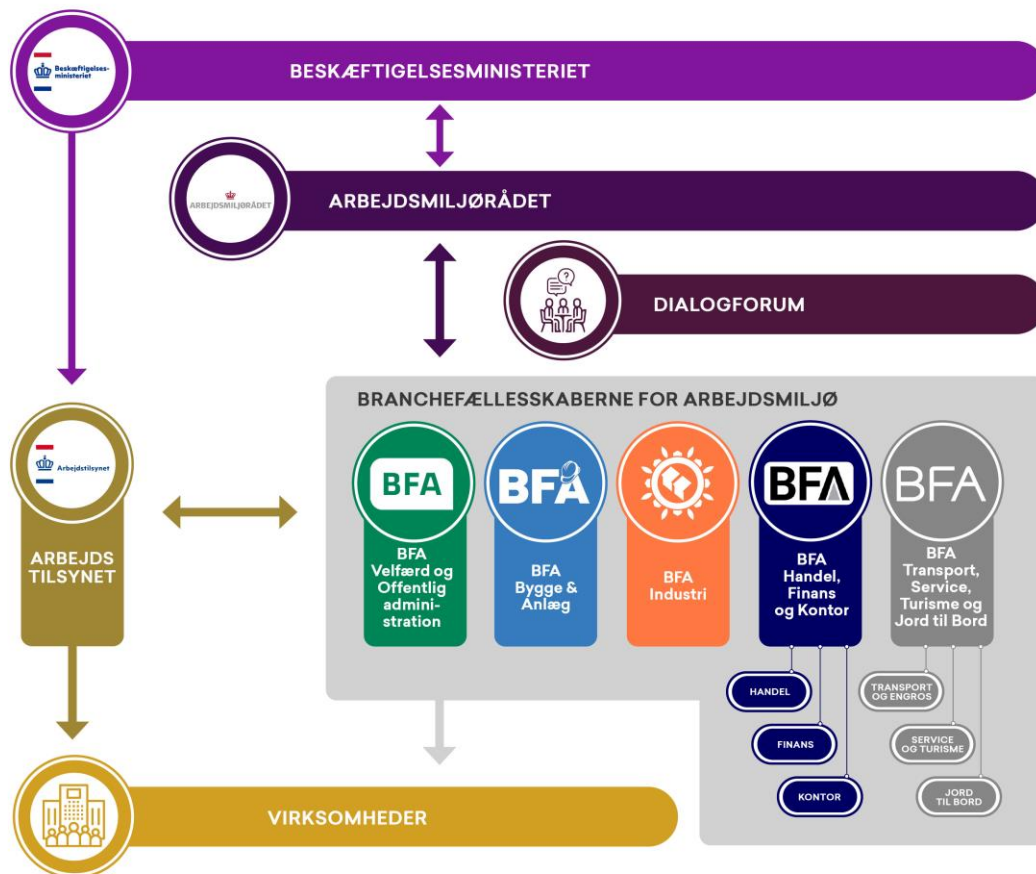 Beskæftigelses-
ministeriet
BESKÆFTIGELSESMINISTERIET
ARBEJDSMILJØRÅDET
ARBEJDSMILJØRÅDET
?
DIALOGFORUM
BRANCHEFÆLLESSKABERNE FOR ARBEJDSMILJØ
Arbejdstilsynet
ARBEJDS
TILSYNET
BFA
BFA
Velfærd og
Offentlig
admini-
stration
BFA
BFA
Bygge &
Anlæg
BFA
Industri
BFA
BFA
Handel,
Finans
og Kontor
BFA
BFA
Transport,
Service,
Turisme og
Jord til Bord
HANDEL
FINANS
KONTOR
TRANSPORT
OG ENGROS
SERVICE
OG TURISME
JORD
TIL BORD
VIRKSOMHEDER